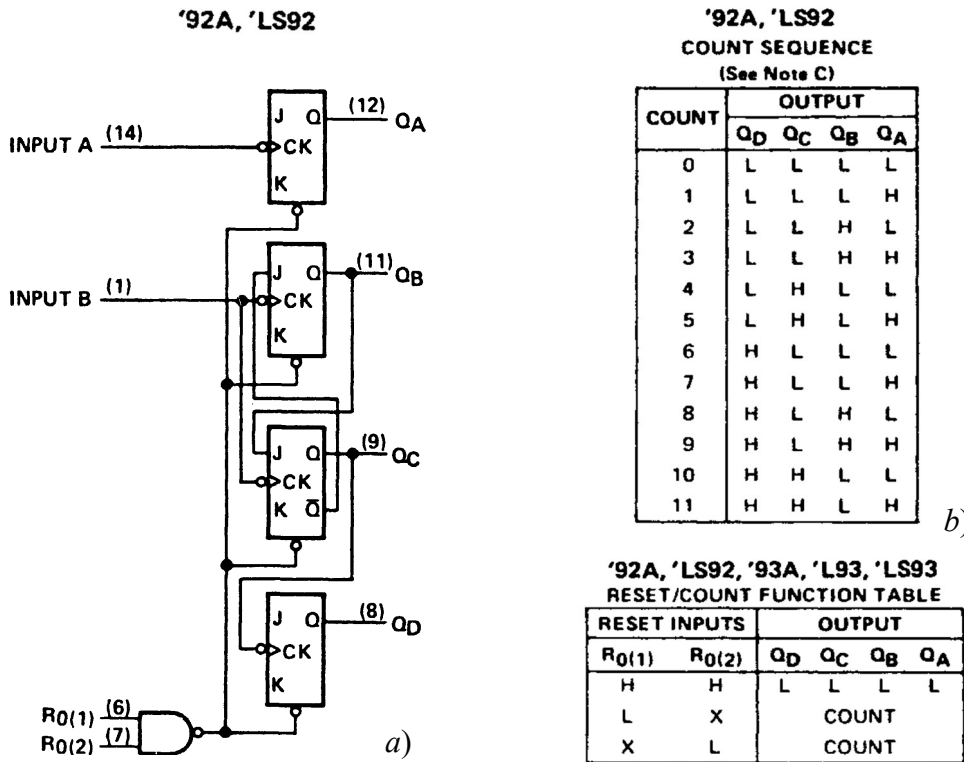 '92A, 'LS92
J Q (12) QA
INPUT A (14) CK
K
J Q (11) QB
INPUT B (1) CK
K
J Q (9) QC
CK
K Q̅
J Q (8) QD
CK
K
R0(1) (6)
R0(2) (7)
a)
'92A, 'LS92
COUNT SEQUENCE
(See Note C)
COUNT OUTPUT
QD QC QB QA
0 L L L L
1 L L L H
2 L L H L
3 L L H H
4 L H L L
5 L H L H
6 H L L L
7 H L L H
8 H L H L
9 H L H H
10 H H L L
11 H H L H
b)
'92A, 'LS92, '93A, 'L93, 'LS93
RESET/COUNT FUNCTION TABLE
RESET INPUTS OUTPUT
R0(1) R0(2) QD QC QB QA
H H L L L L
L X COUNT
X L COUNT